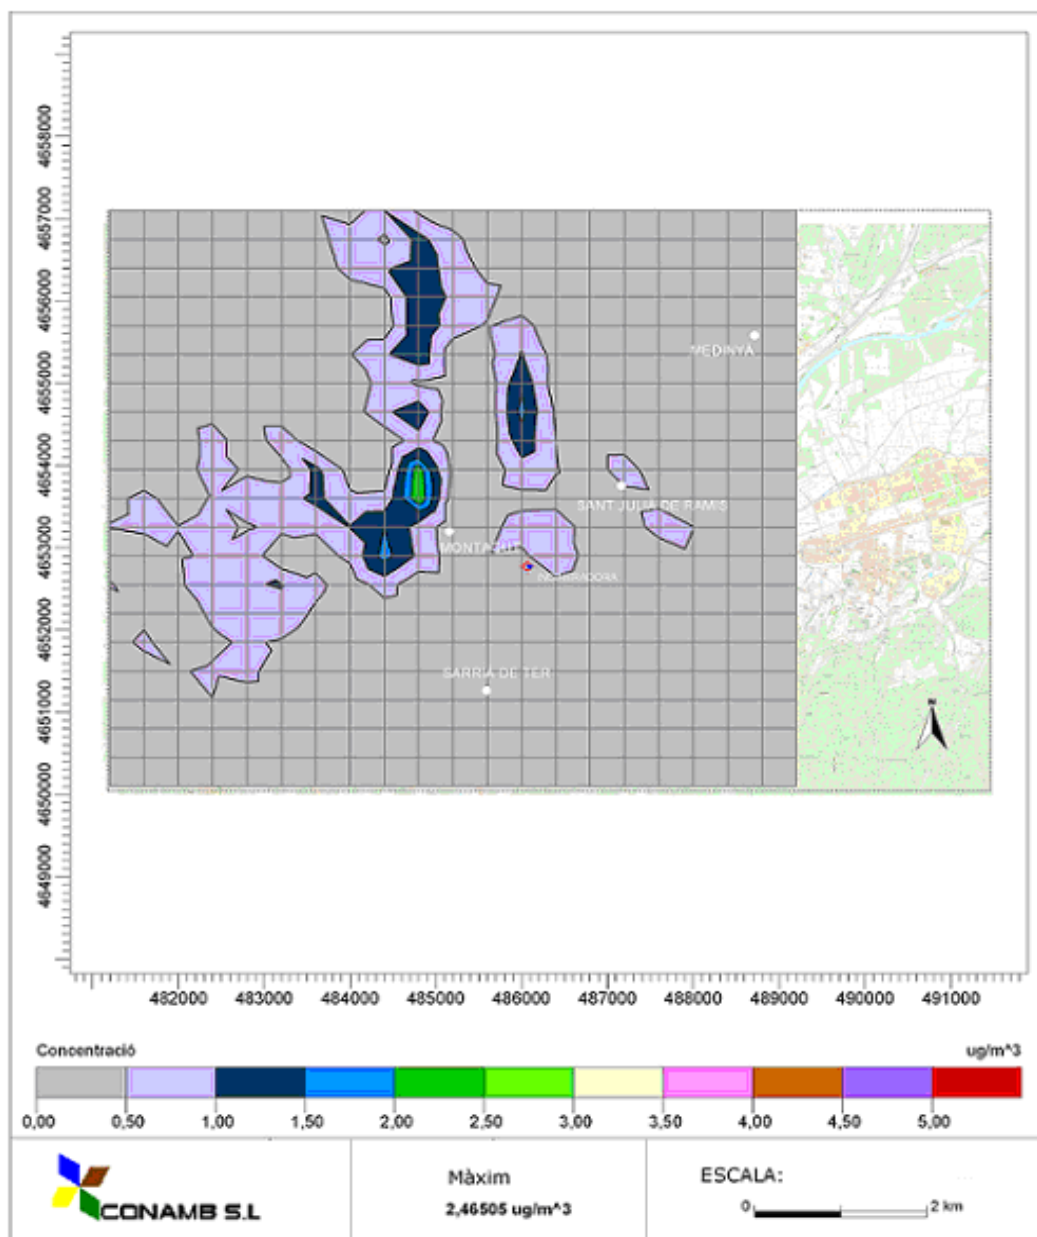 4658000
4657000
4656000
4655000
4654000
4653000
4652000
4651000
4650000
4649000
MEDINYÀ
SANT JULIÀ DE RAMIS
MONTAGUT
INCINERADORA
SARRIÀ DE TER
N
482000 483000 484000 485000 486000 487000 488000 489000 490000 491000
Concentració ug/m^3
0,00 0,50 1,00 1,50 2,00 2,50 3,00 3,50 4,00 4,50 5,00
CONAMB S.L
Màxim
2,46505 ug/m^3
ESCALA:
0 2 km